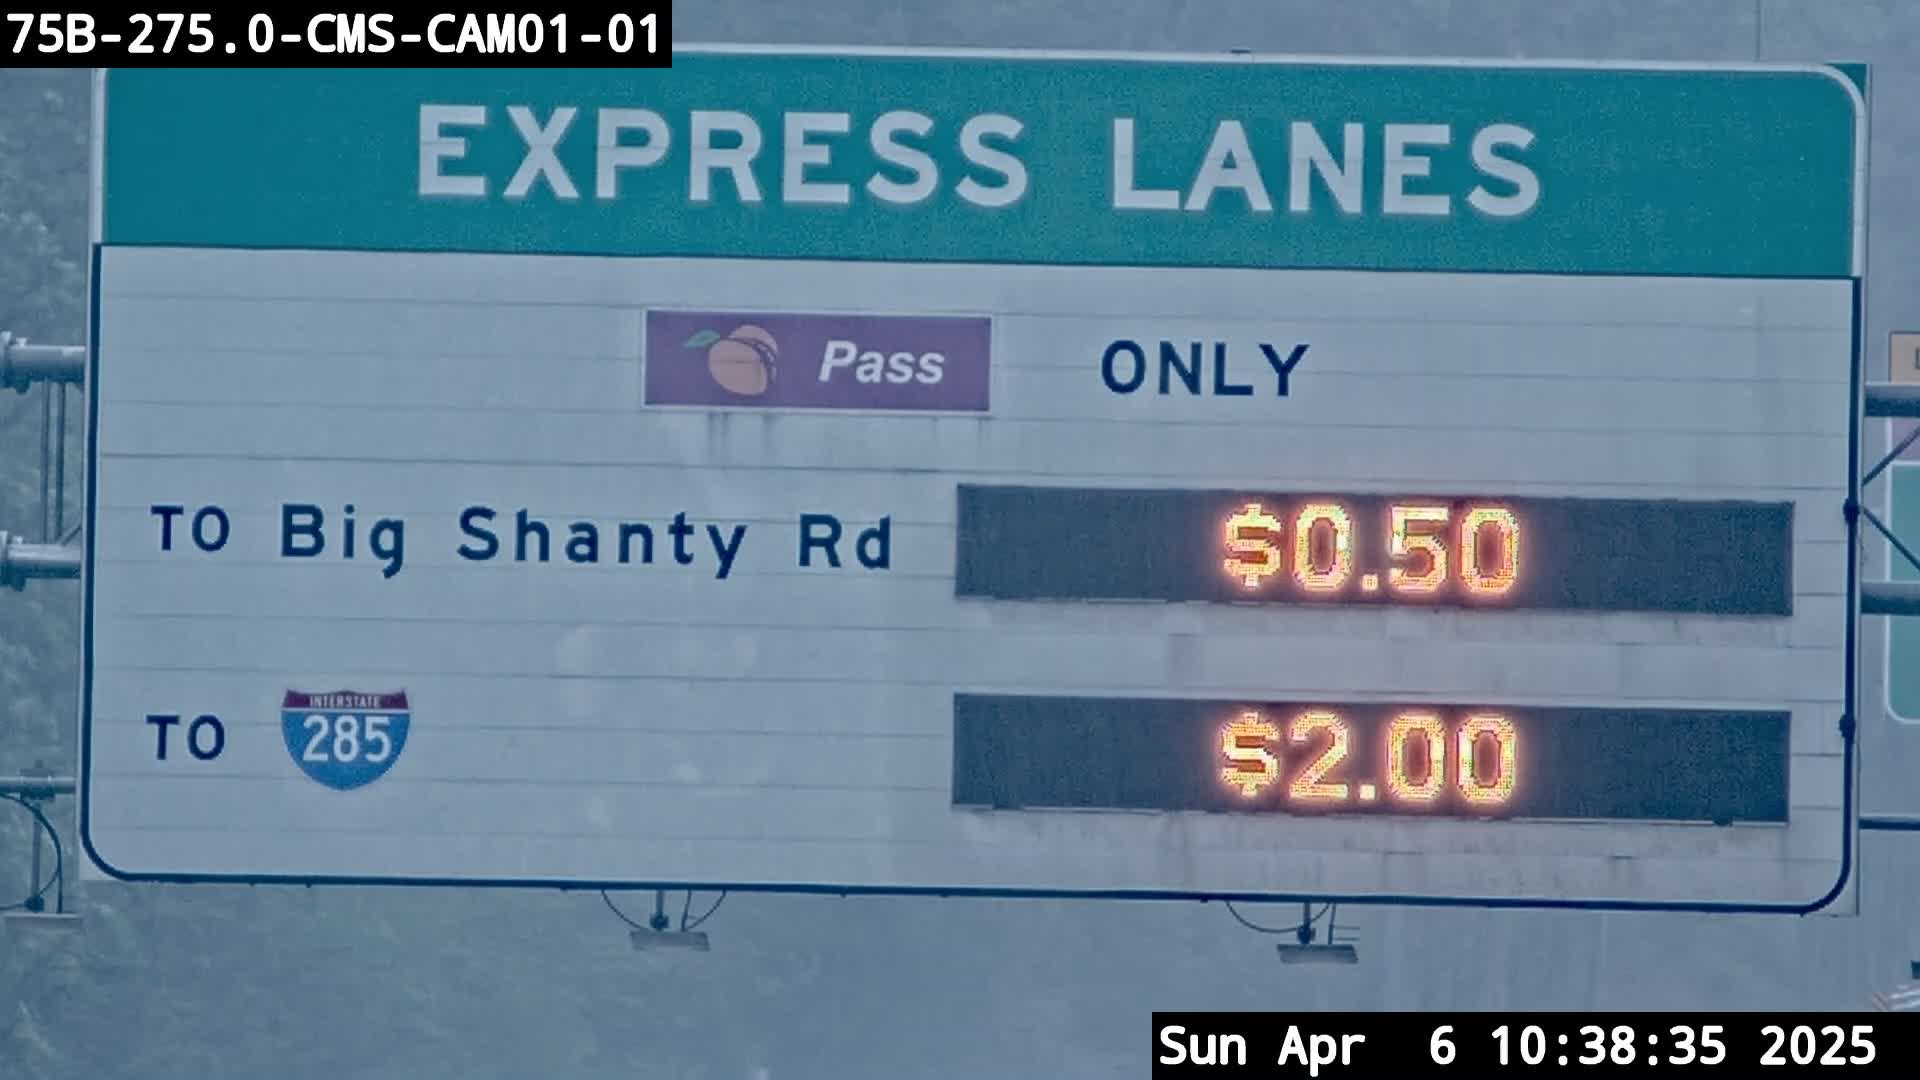 75B-275.0-CMS-CAM01-01
EXPRESS LANES
Pass ONLY
TO Big Shanty Rd $0.50
TO INTERSTATE 285 $2.00
Sun Apr 6 10:38:35 2025